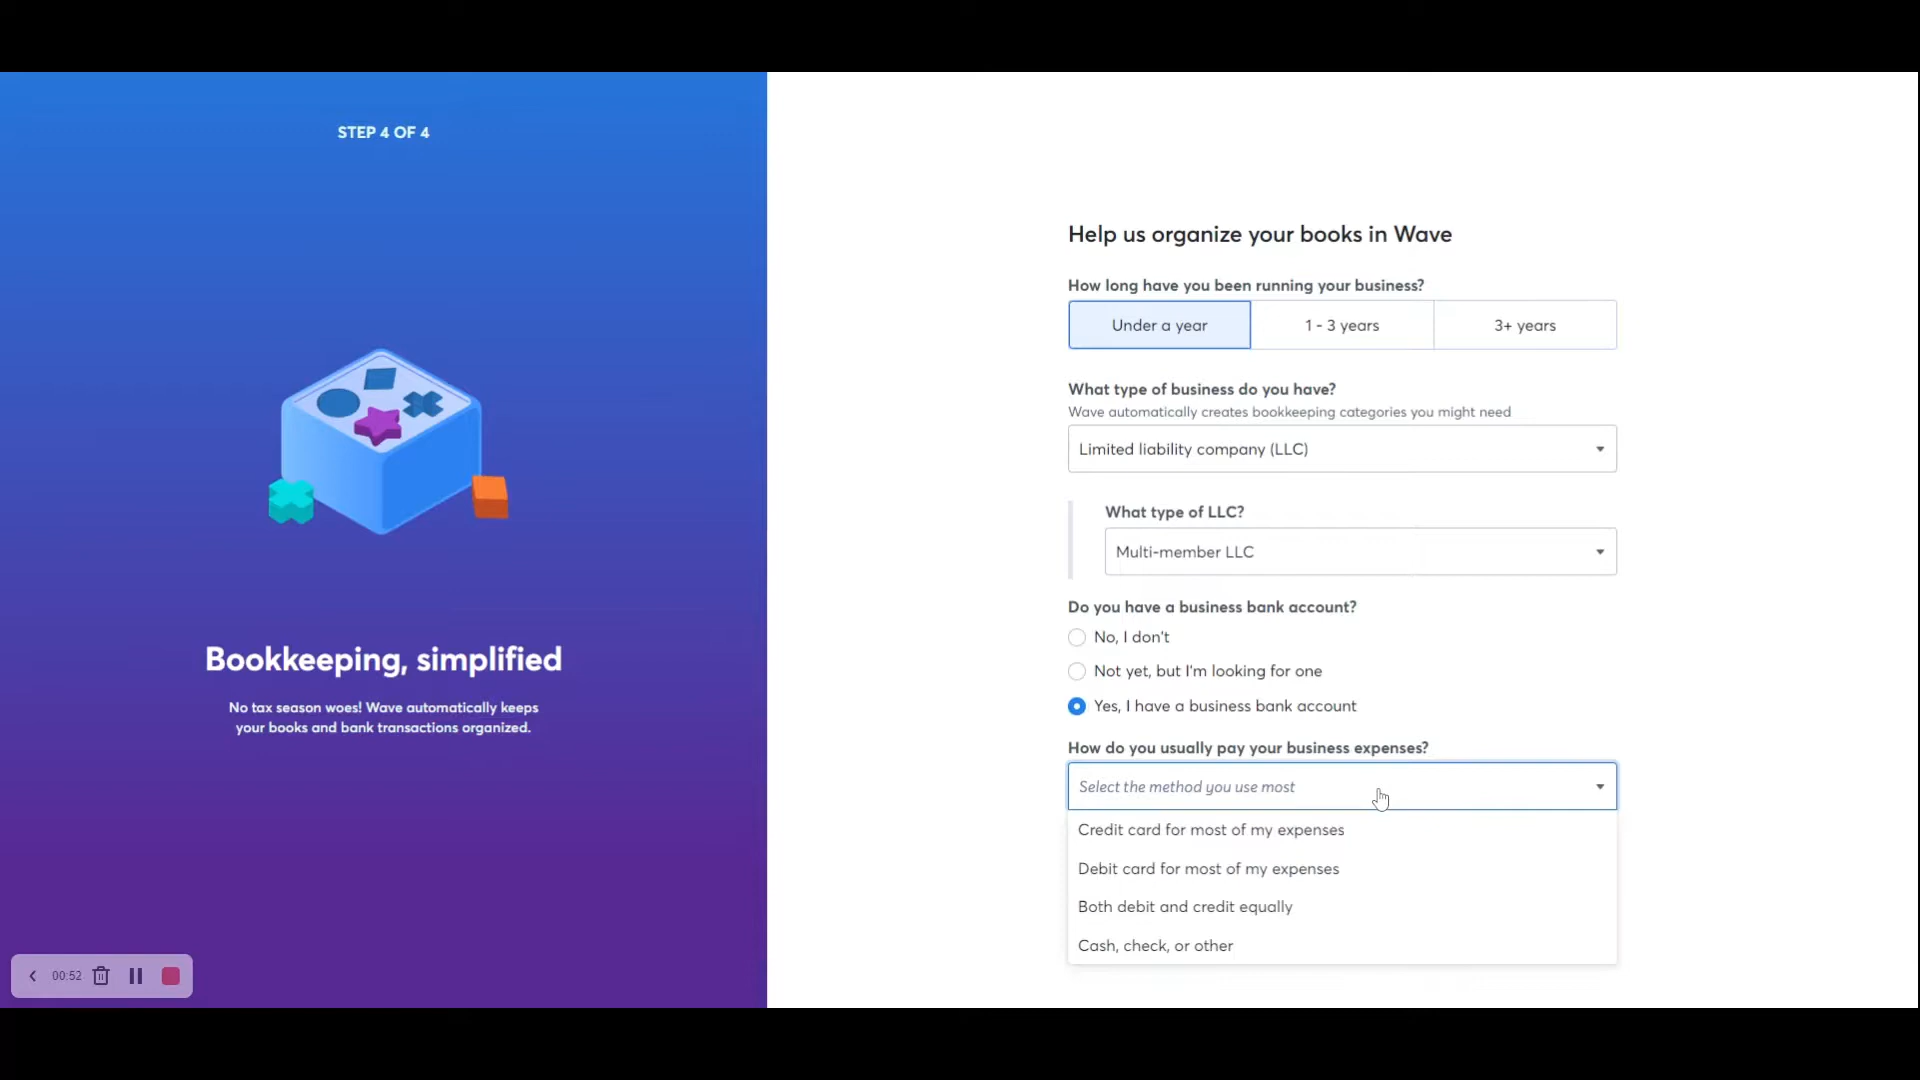 STEP 4 OF 4
Bookkeeping, simplified
No tax season woes! Wave automatically keeps
your books and bank transactions organized.
00:52
Help us organize your books in Wave
How long have you been running your business?
Under a year
1 - 3 years
3+ years
What type of business do you have?
Wave automatically creates bookkeeping categories you might need
Limited liability company (LLC)
What type of LLC?
Multi-member LLC
Do you have a business bank account?
No, I don't
Not yet, but I'm looking for one
Yes, I have a business bank account
How do you usually pay your business expenses?
Select the method you use most
Credit card for most of my expenses
Debit card for most of my expenses
Both debit and credit equally
Cash, check, or other